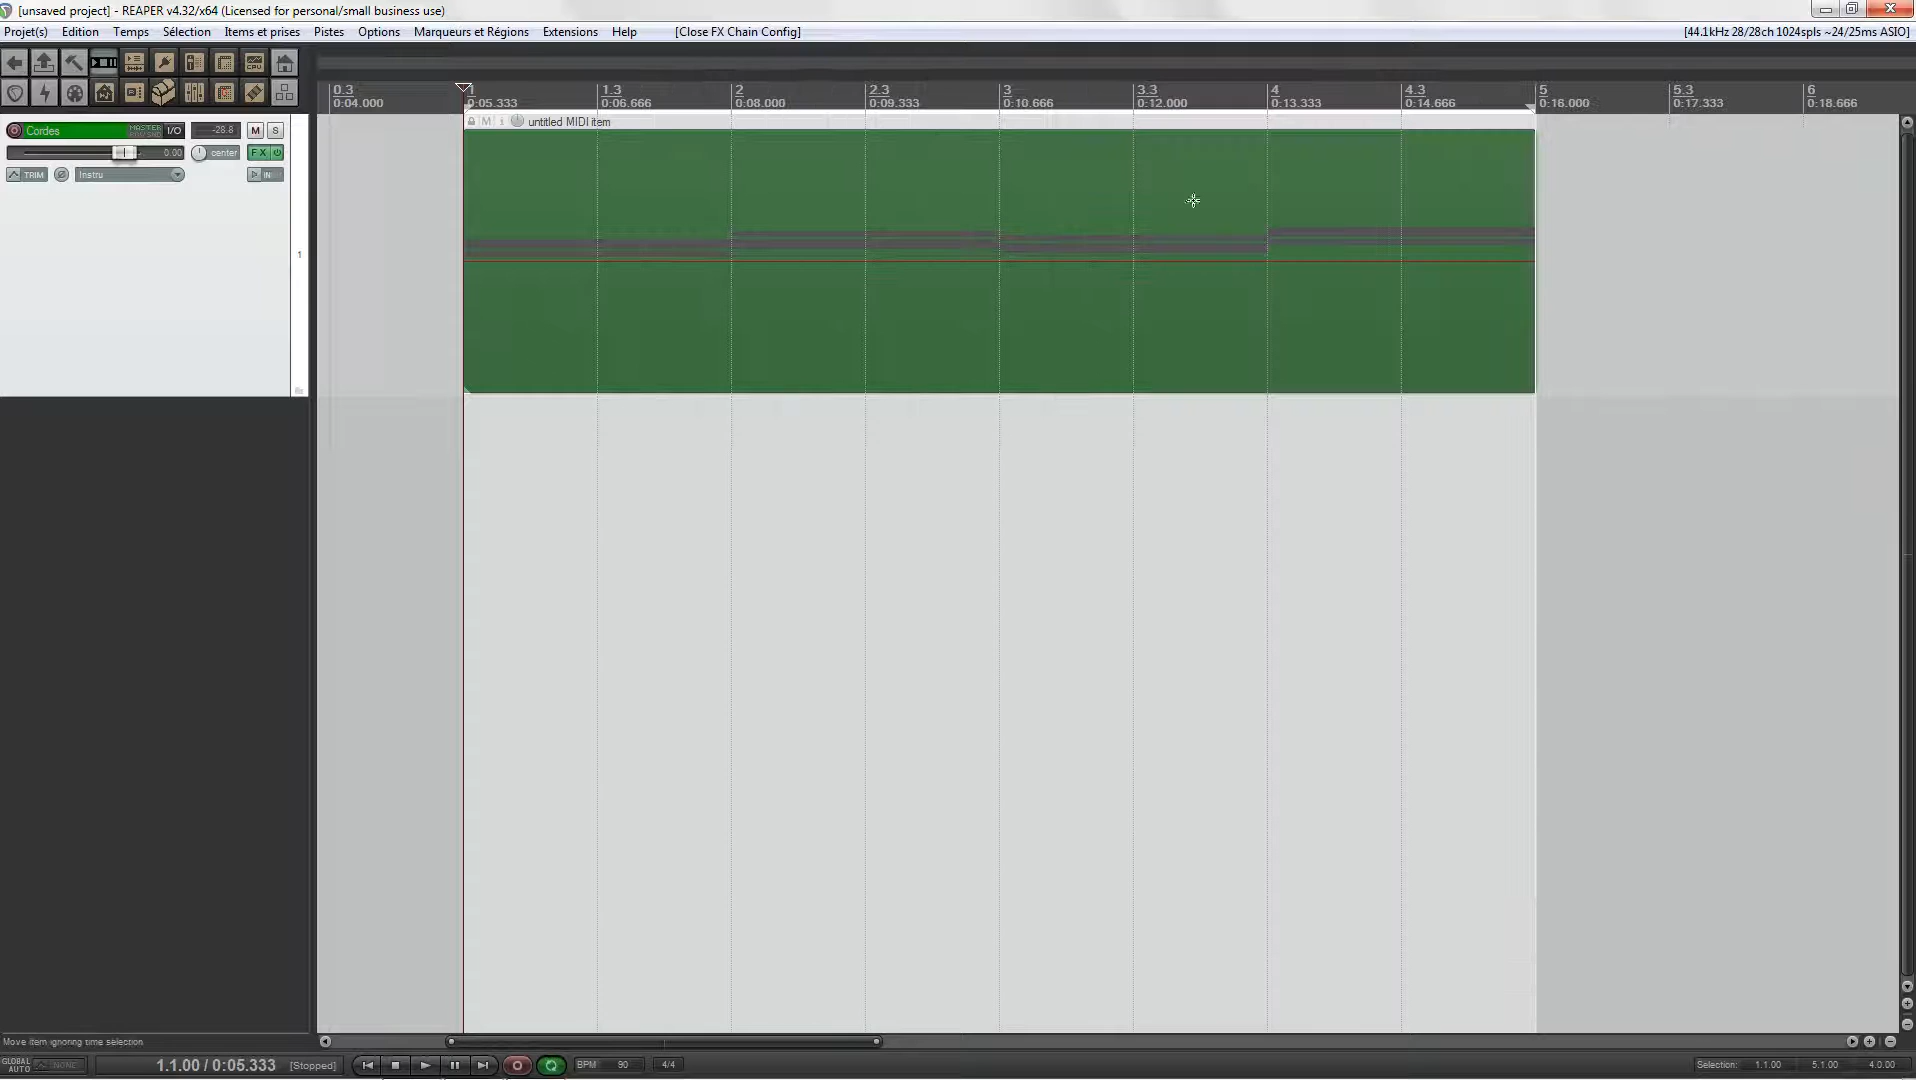 [unsaved project] - REAPER v4.32/x64 (Licensed for personal/small business use)
Projet(s) Edition Temps Sélection Items et prises Pistes Options Marqueurs et Régions Extensions Help [Close FX Chain Config] [44.1kHz 28/28ch 1024spls ~24/25ms ASIO]
0.3 1 1.3 2 2.3 3 3.3 4 4.3 5 5.3 6
0:04.000 0:05.333 0:06.666 0:08.000 0:09.333 0:10.666 0:12.000 0:13.333 0:14.666 0:16.000 0:17.333 0:18.666
M i untitled MIDI item
Cordes MASTER I/O -28.8 M S
0.00 center FX
TRIM Instru IN
1
Move item ignoring time selection
GLOBAL
AUTO NONE
1.1.00 / 0:05.333 [Stopped] BPM 90 4/4 Selection: 1.1.00 5.1.00 4.0.00